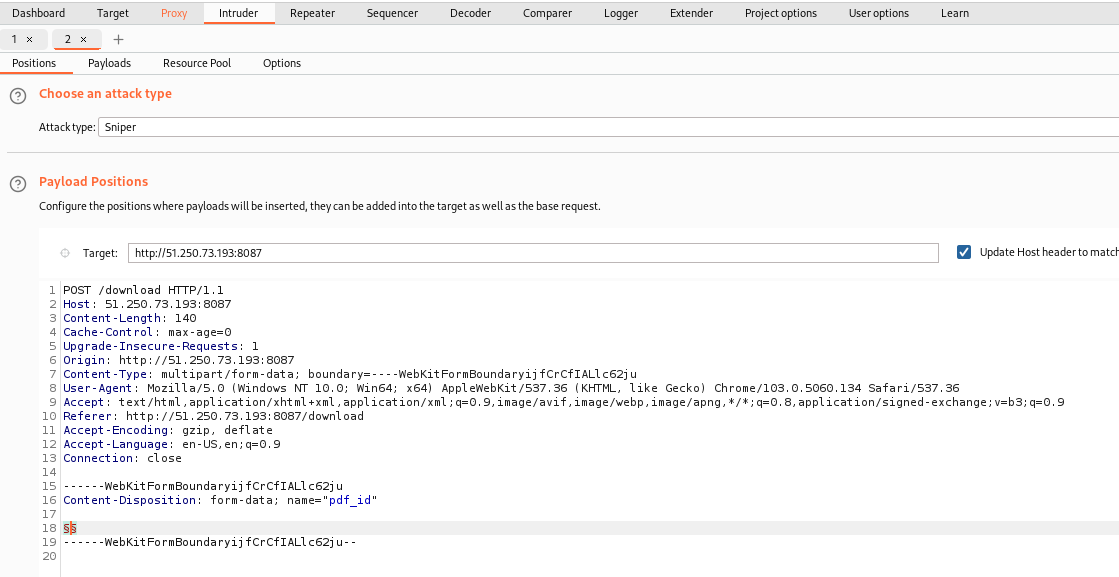 Dashboard Target Proxy Intruder Repeater Sequencer Decoder Comparer Logger Extender Project options User options Learn
1 × 2 × +
Positions Payloads Resource Pool Options
? Choose an attack type
Attack type: Sniper
? Payload Positions
Configure the positions where payloads will be inserted, they can be added into the target as well as the base request.
Target: http://51.250.73.193:8087 Update Host header to match
1 POST /download HTTP/1.1
2 Host: 51.250.73.193:8087
3 Content-Length: 140
4 Cache-Control: max-age=0
5 Upgrade-Insecure-Requests: 1
6 Origin: http://51.250.73.193:8087
7 Content-Type: multipart/form-data; boundary=----WebKitFormBoundaryijfCrCfIALlc62ju
8 User-Agent: Mozilla/5.0 (Windows NT 10.0; Win64; x64) AppleWebKit/537.36 (KHTML, like Gecko) Chrome/103.0.5060.134 Safari/537.36
9 Accept: text/html,application/xhtml+xml,application/xml;q=0.9,image/avif,image/webp,image/apng,*/*;q=0.8,application/signed-exchange;v=b3;q=0.9
10 Referer: http://51.250.73.193:8087/download
11 Accept-Encoding: gzip, deflate
12 Accept-Language: en-US,en;q=0.9
13 Connection: close
14
15 ------WebKitFormBoundaryijfCrCfIALlc62ju
16 Content-Disposition: form-data; name="pdf_id"
17
18 §§
19 ------WebKitFormBoundaryijfCrCfIALlc62ju--
20